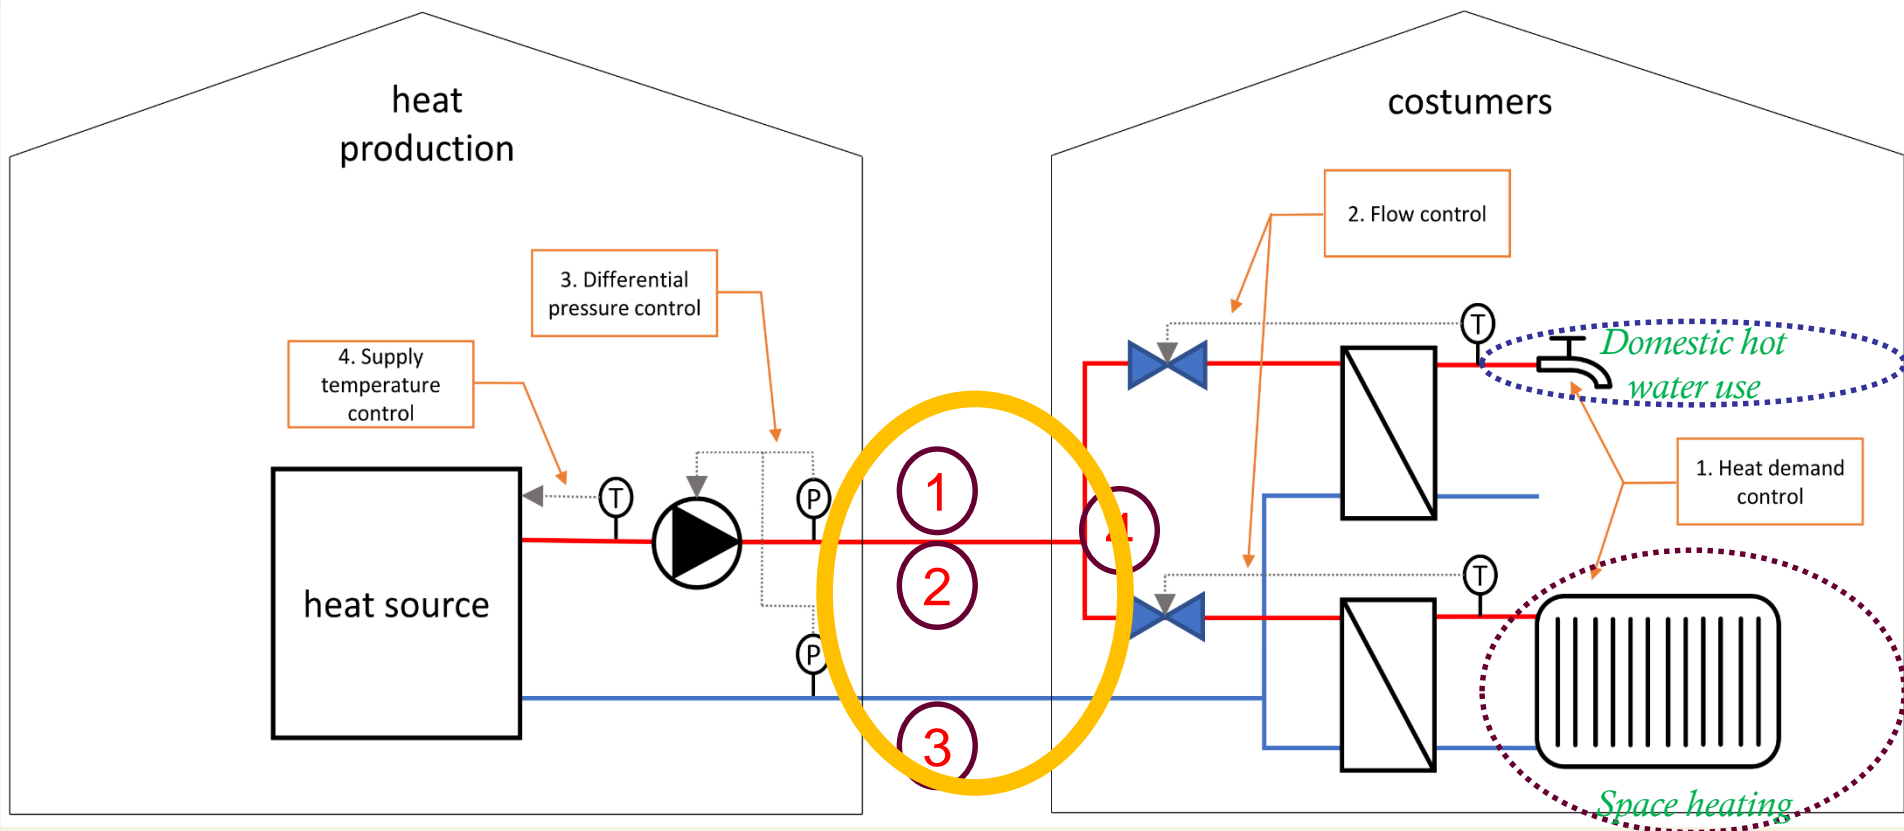 heat
production
costumers
2. Flow control
3. Differential
pressure control
4. Supply
temperature
control
T
Domestic hot
water use
1. Heat demand
control
T
P
1
4
heat source
2
T
P
3
Space heating